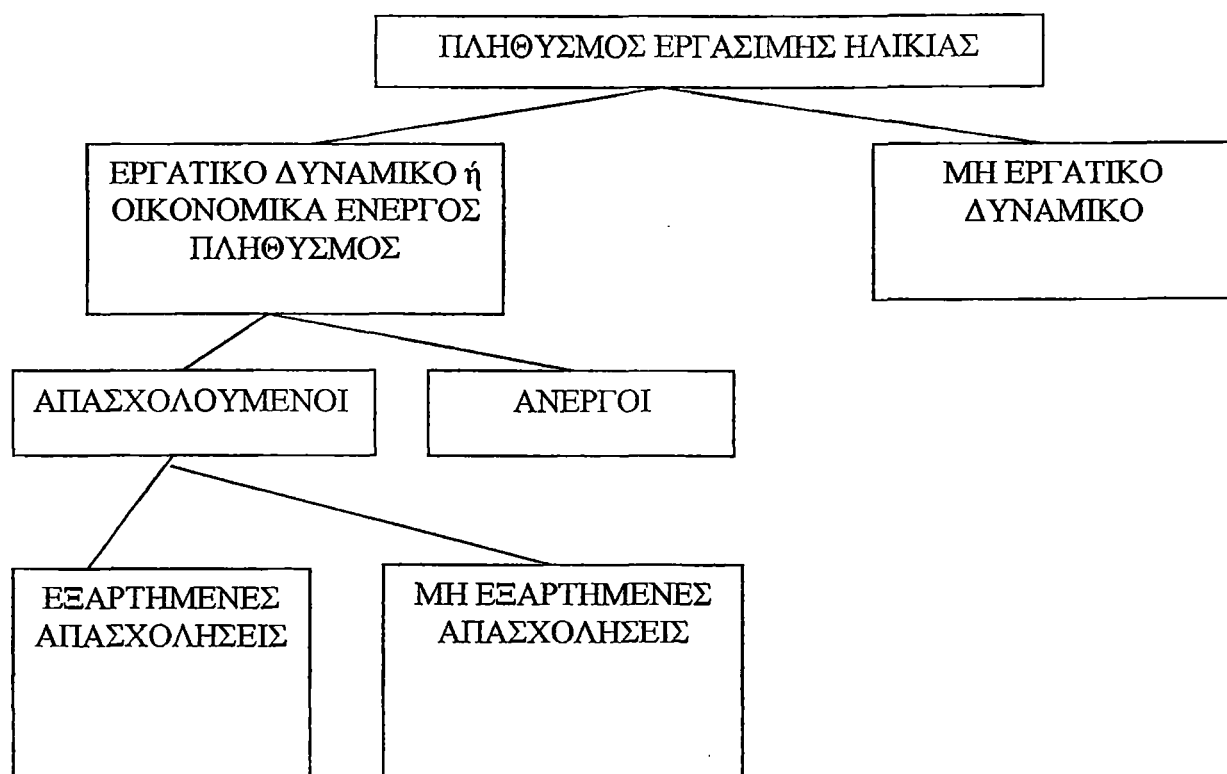 ΠΛΗΘΥΣΜΟΣ ΕΡΓΑΣΙΜΗΣ ΗΛΙΚΙΑΣ
ΕΡΓΑΤΙΚΟ ΔΥΝΑΜΙΚΟ ή
ΟΙΚΟΝΟΜΙΚΑ ΕΝΕΡΓΟΣ
ΠΛΗΘΥΣΜΟΣ
ΜΗ ΕΡΓΑΤΙΚΟ
ΔΥΝΑΜΙΚΟ
ΑΠΑΣΧΟΛΟΥΜΕΝΟΙ
ΑΝΕΡΓΟΙ
ΕΞΑΡΤΗΜΕΝΕΣ
ΑΠΑΣΧΟΛΗΣΕΙΣ
ΜΗ ΕΞΑΡΤΗΜΕΝΕΣ
ΑΠΑΣΧΟΛΗΣΕΙΣ